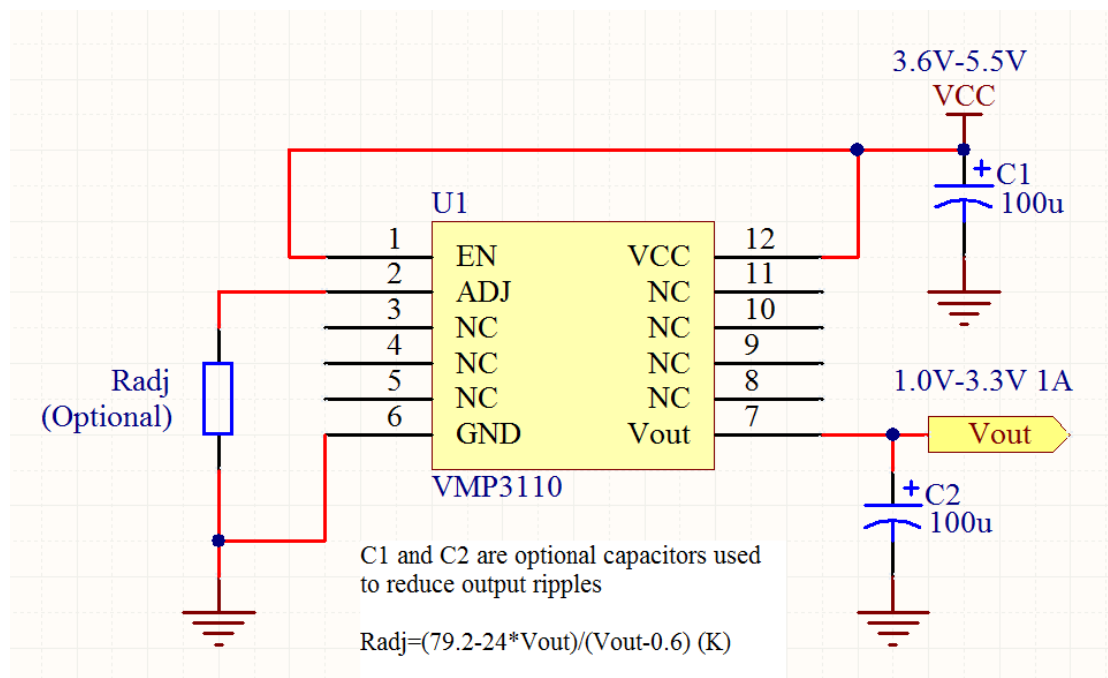 3.6V-5.5V
VCC
C1
100u
U1
1 EN VCC 12
2 ADJ NC 11
3 NC NC 10
4 NC NC 9
5 NC NC 8
6 GND Vout 7
VMP3110
Radj
(Optional)
1.0V-3.3V 1A
Vout
C2
100u
C1 and C2 are optional capacitors used
to reduce output ripples
Radj=(79.2-24*Vout)/(Vout-0.6) (K)